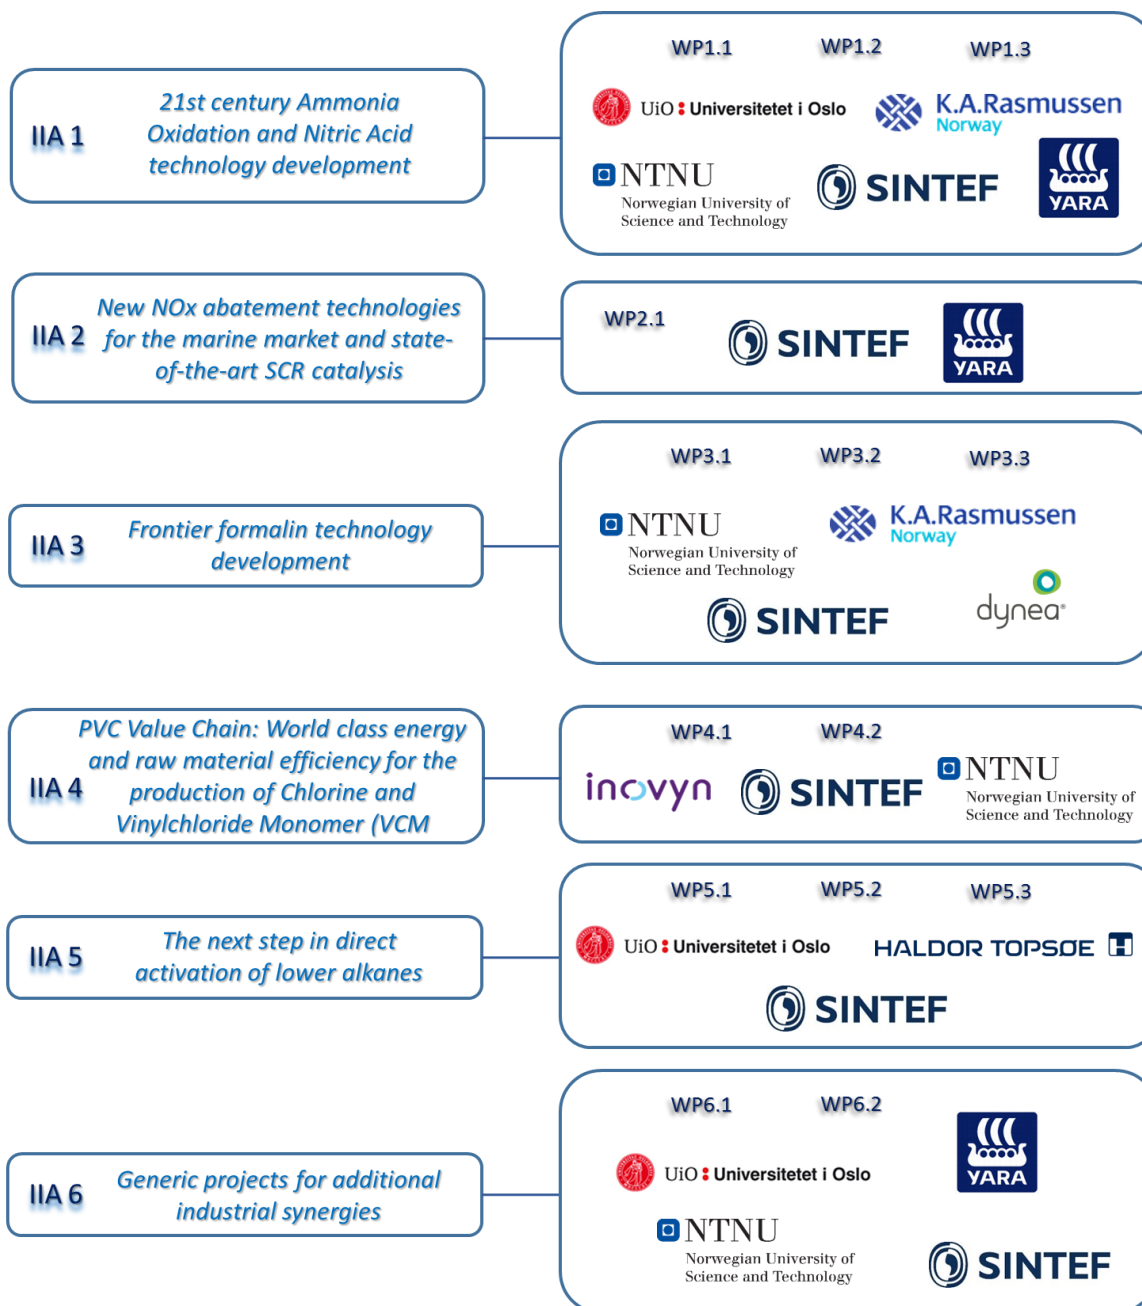 WP1.1 WP1.2 WP1.3
IIA 1
21st century Ammonia
Oxidation and Nitric Acid
technology development
UiO : Universitetet i Oslo
K.A.Rasmussen
Norway
NTNU
Norwegian University of
Science and Technology
SINTEF
YARA
IIA 2
New NOx abatement technologies
for the marine market and state-
of-the-art SCR catalysis
WP2.1
SINTEF
YARA
WP3.1 WP3.2 WP3.3
IIA 3
Frontier formalin technology
development
NTNU
Norwegian University of
Science and Technology
K.A.Rasmussen
Norway
SINTEF
dynea®
IIA 4
PVC Value Chain: World class energy
and raw material efficiency for the
production of Chlorine and
Vinylchloride Monomer (VCM
WP4.1 WP4.2
inovyn
SINTEF
NTNU
Norwegian University of
Science and Technology
WP5.1 WP5.2 WP5.3
IIA 5
The next step in direct
activation of lower alkanes
UiO : Universitetet i Oslo
HALDOR TOPSØE
SINTEF
WP6.1 WP6.2
IIA 6
Generic projects for additional
industrial synergies
YARA
UiO : Universitetet i Oslo
NTNU
Norwegian University of
Science and Technology
SINTEF